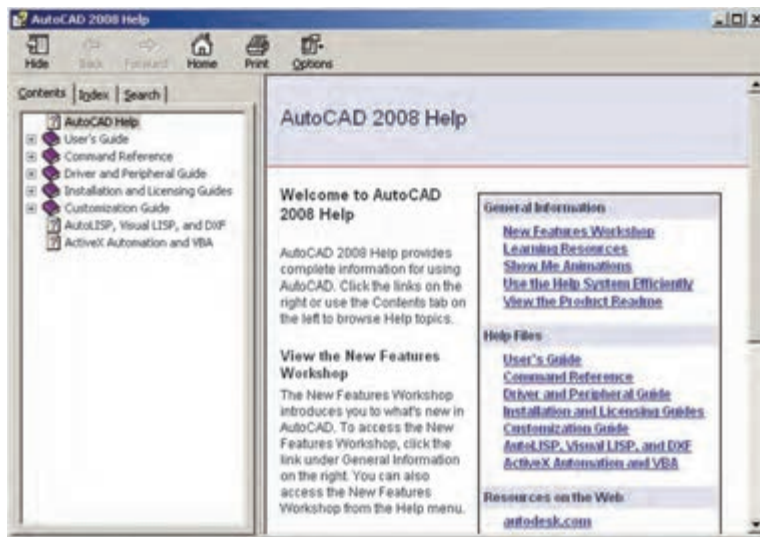 AutoCAD 2008 Help
Hide Back Forward Home Print Options
Contents Index Search
AutoCAD Help
User's Guide
Command Reference
Driver and Peripheral Guide
Installation and Licensing Guides
Customization Guide
AutoLISP, Visual LISP, and DXF
ActiveX Automation and VBA
AutoCAD 2008 Help
Welcome to AutoCAD
2008 Help
AutoCAD 2008 Help provides
complete information for using
AutoCAD. Click the links on the
right or use the Contents tab on
the left to browse Help topics.
View the New Features
Workshop
The New Features Workshop
introduces you to what's new in
AutoCAD. To access the New
Features Workshop, click the
link under General Information
on the right. You can also
access the New Features
Workshop from the Help menu.
General Information
New Features Workshop
Learning Resources
Show Me Animations
Use the Help System Efficiently
View the Product Readme
Help Files
User's Guide
Command Reference
Driver and Peripheral Guide
Installation and Licensing Guides
Customization Guide
AutoLISP, Visual LISP, and DXF
ActiveX Automation and VBA
Resources on the Web
autodesk.com